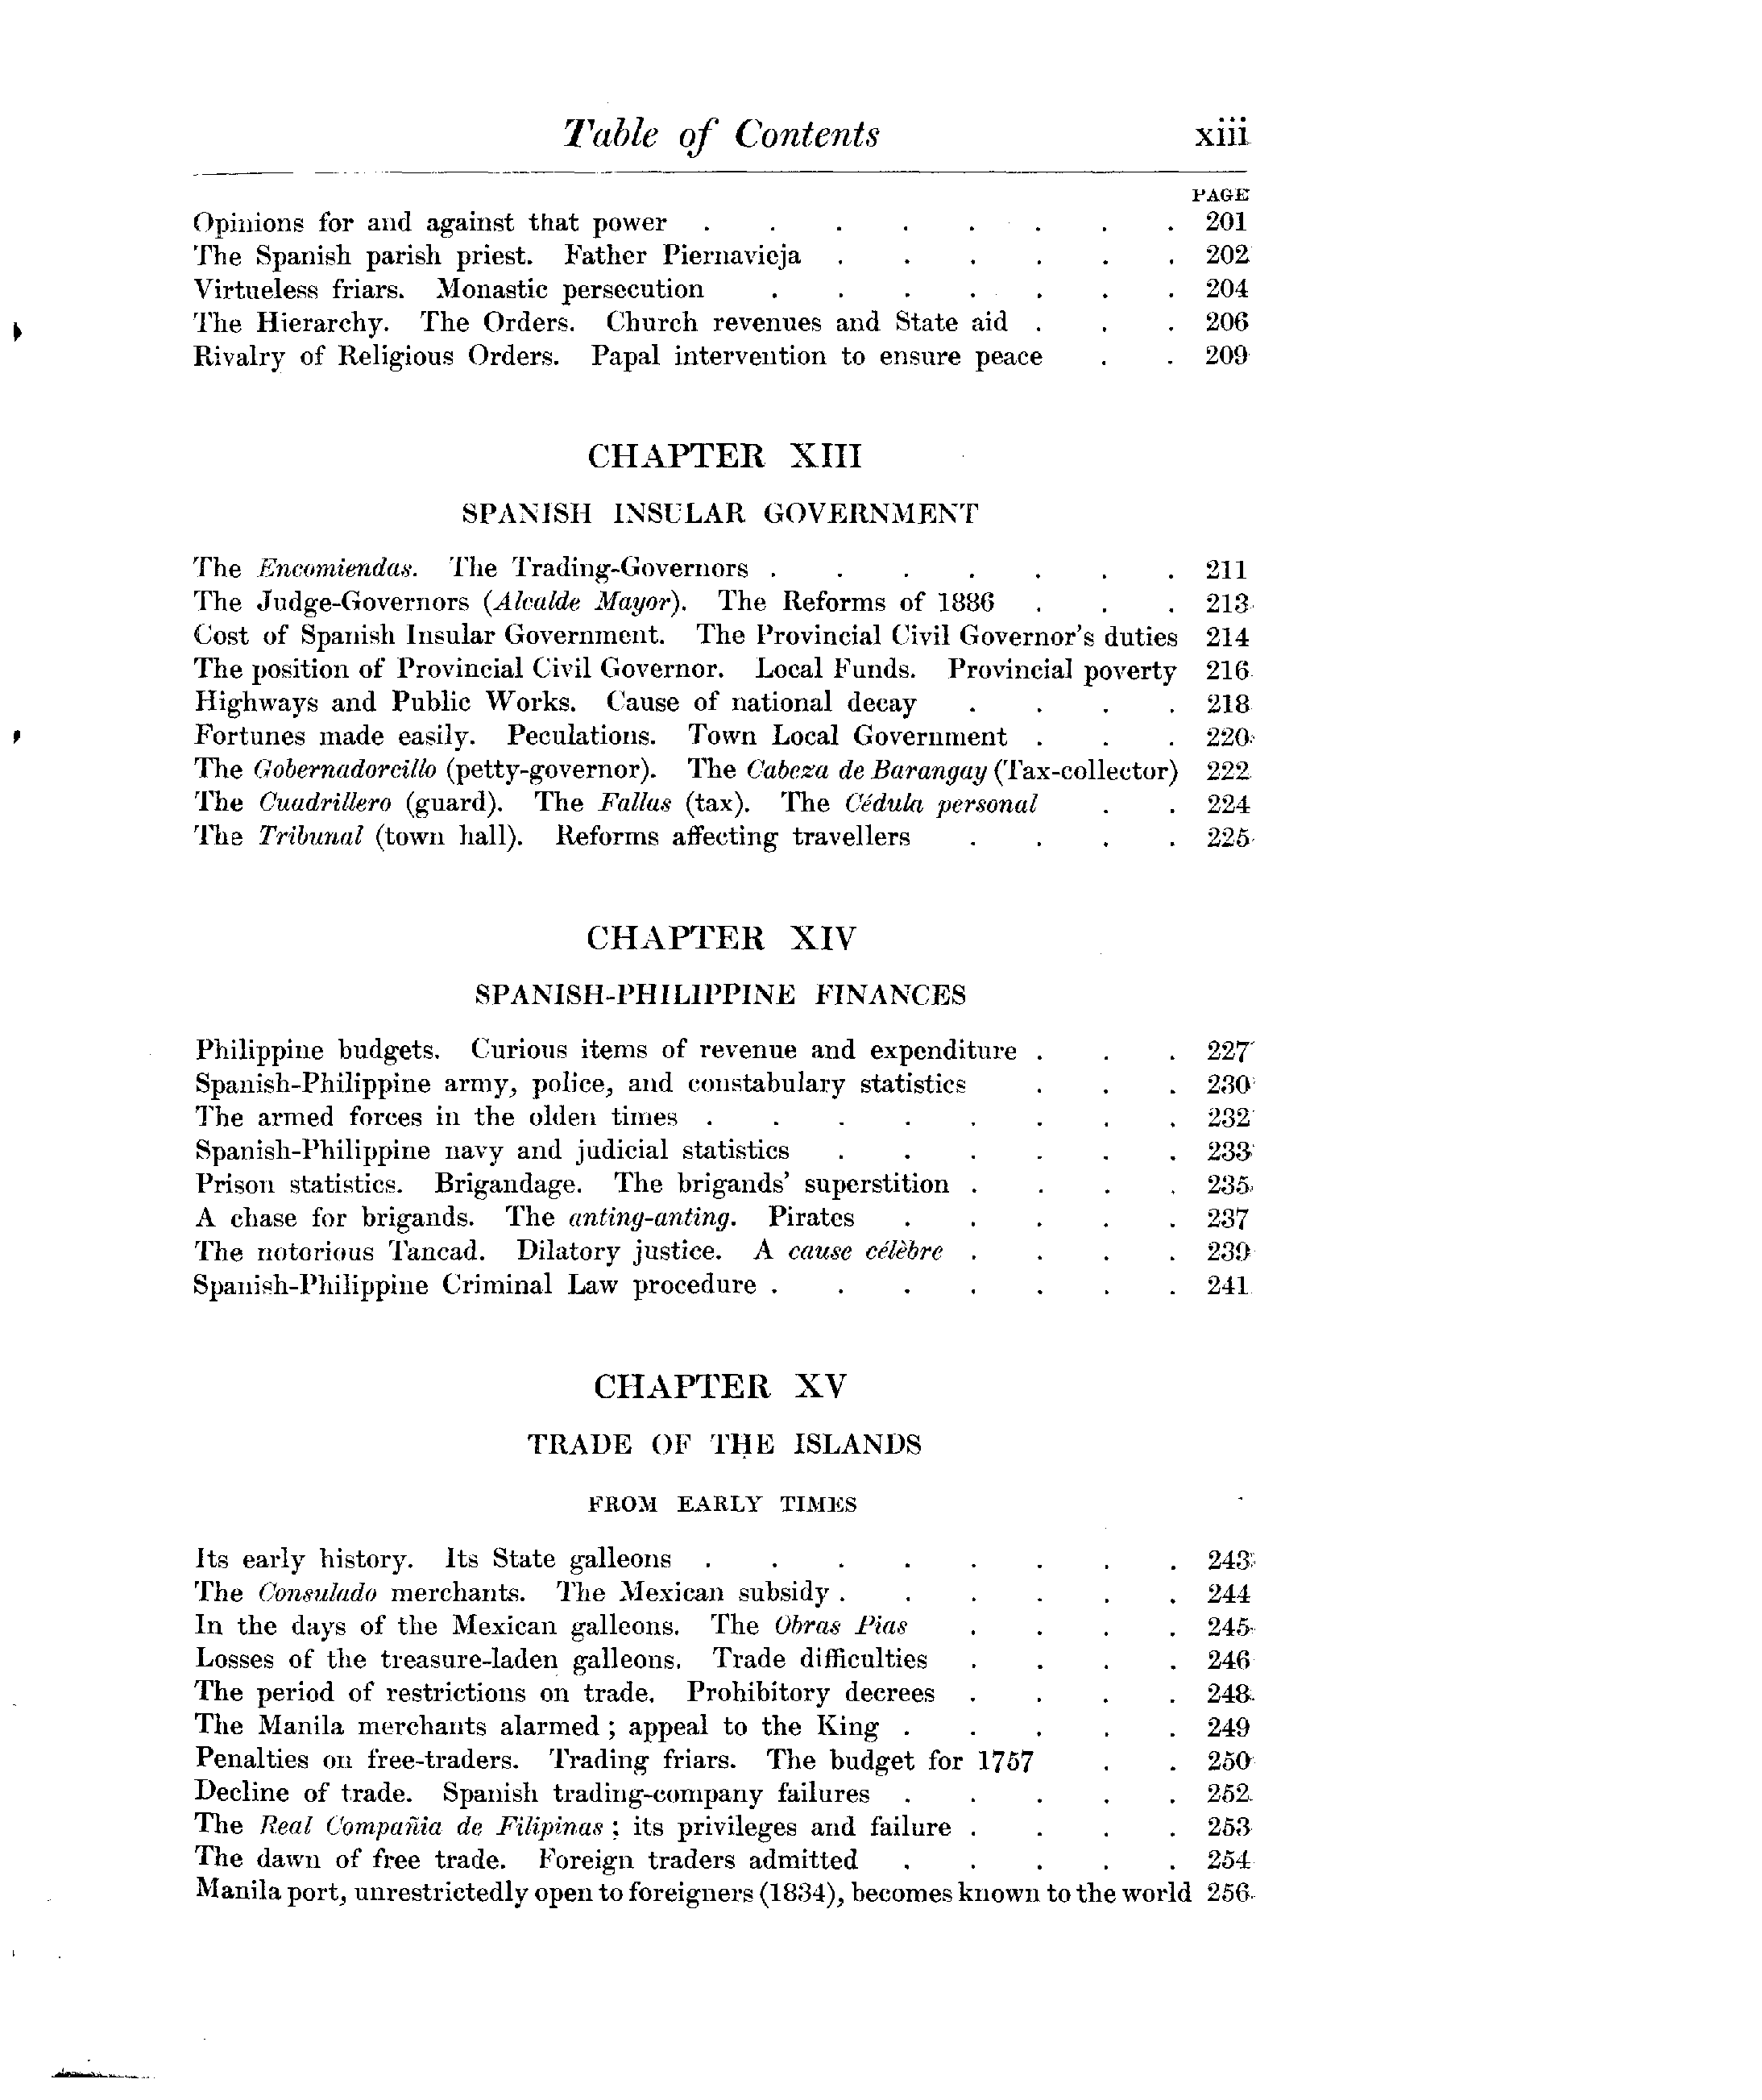 Table of Contents xiii
PAGE
Opinions for and against that power . . . . . . . . 201
The Spanish parish priest. Father Piernavieja . . . . . . 202
Virtueless friars. Monastic persecution . . . . . . . 204
The Hierarchy. The Orders. Church revenues and State aid . . . 206
Rivalry of Religious Orders. Papal intervention to ensure peace . . 209
CHAPTER XIII
SPANISH INSULAR GOVERNMENT
The Encomiendas. The Trading-Governors . . . . . . . 211
The Judge-Governors (Alcalde Mayor). The Reforms of 1886 . . . 213
Cost of Spanish Insular Government. The Provincial Civil Governor's duties 214
The position of Provincial Civil Governor. Local Funds. Provincial poverty 216
Highways and Public Works. Cause of national decay . . . . 218
Fortunes made easily. Peculations. Town Local Government . . . 220
The Gobernadorcillo (petty-governor). The Cabeza de Barangay (Tax-collector) 222
The Cuadrillero (guard). The Fallas (tax). The Cédula personal . . 224
The Tribunal (town hall). Reforms affecting travellers . . . . 225
CHAPTER XIV
SPANISH-PHILIPPINE FINANCES
Philippine budgets. Curious items of revenue and expenditure . . . 227
Spanish-Philippine army, police, and constabulary statistics . . . 230
The armed forces in the olden times . . . . . . . . 232
Spanish-Philippine navy and judicial statistics . . . . . . 233
Prison statistics. Brigandage. The brigands' superstition . . . . 235
A chase for brigands. The anting-anting. Pirates . . . . . 237
The notorious Tancad. Dilatory justice. A cause célèbre . . . . 239
Spanish-Philippine Criminal Law procedure . . . . . . . 241
CHAPTER XV
TRADE OF THE ISLANDS
FROM EARLY TIMES
Its early history. Its State galleons . . . . . . . . 243
The Consulado merchants. The Mexican subsidy . . . . . . 244
In the days of the Mexican galleons. The Obras Pias . . . . 245
Losses of the treasure-laden galleons. Trade difficulties . . . . 246
The period of restrictions on trade. Prohibitory decrees . . . . 248
The Manila merchants alarmed ; appeal to the King . . . . . 249
Penalties on free-traders. Trading friars. The budget for 1757 . . 250
Decline of trade. Spanish trading-company failures . . . . . 252
The Real Compañia de Filipinas ; its privileges and failure . . . . 253
The dawn of free trade. Foreign traders admitted . . . . . 254
Manila port, unrestrictedly open to foreigners (1834), becomes known to the world 256